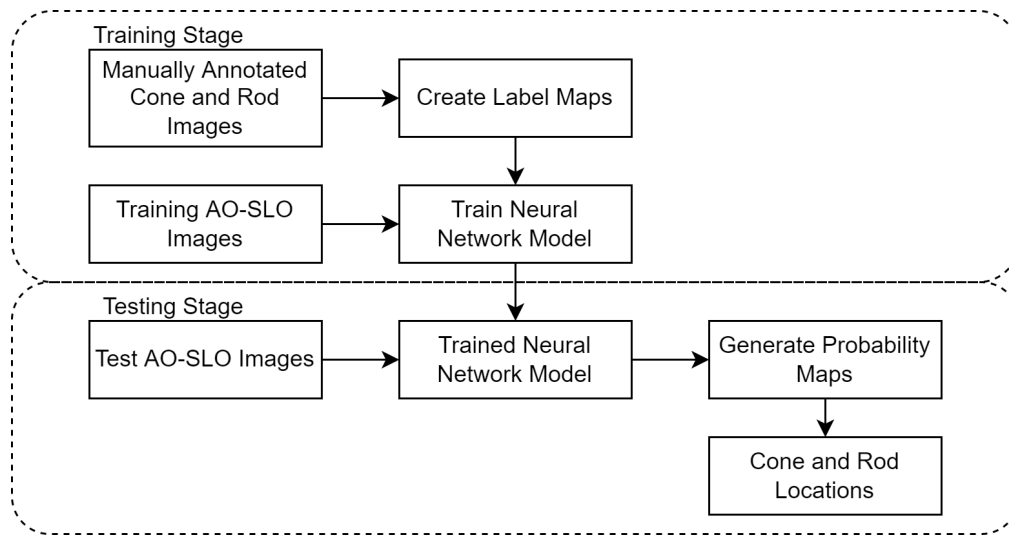 Training Stage
Manually Annotated
Cone and Rod
Images
Create Label Maps
Training AO-SLO
Images
Train Neural
Network Model
Testing Stage
Test AO-SLO Images
Trained Neural
Network Model
Generate Probability
Maps
Cone and Rod
Locations